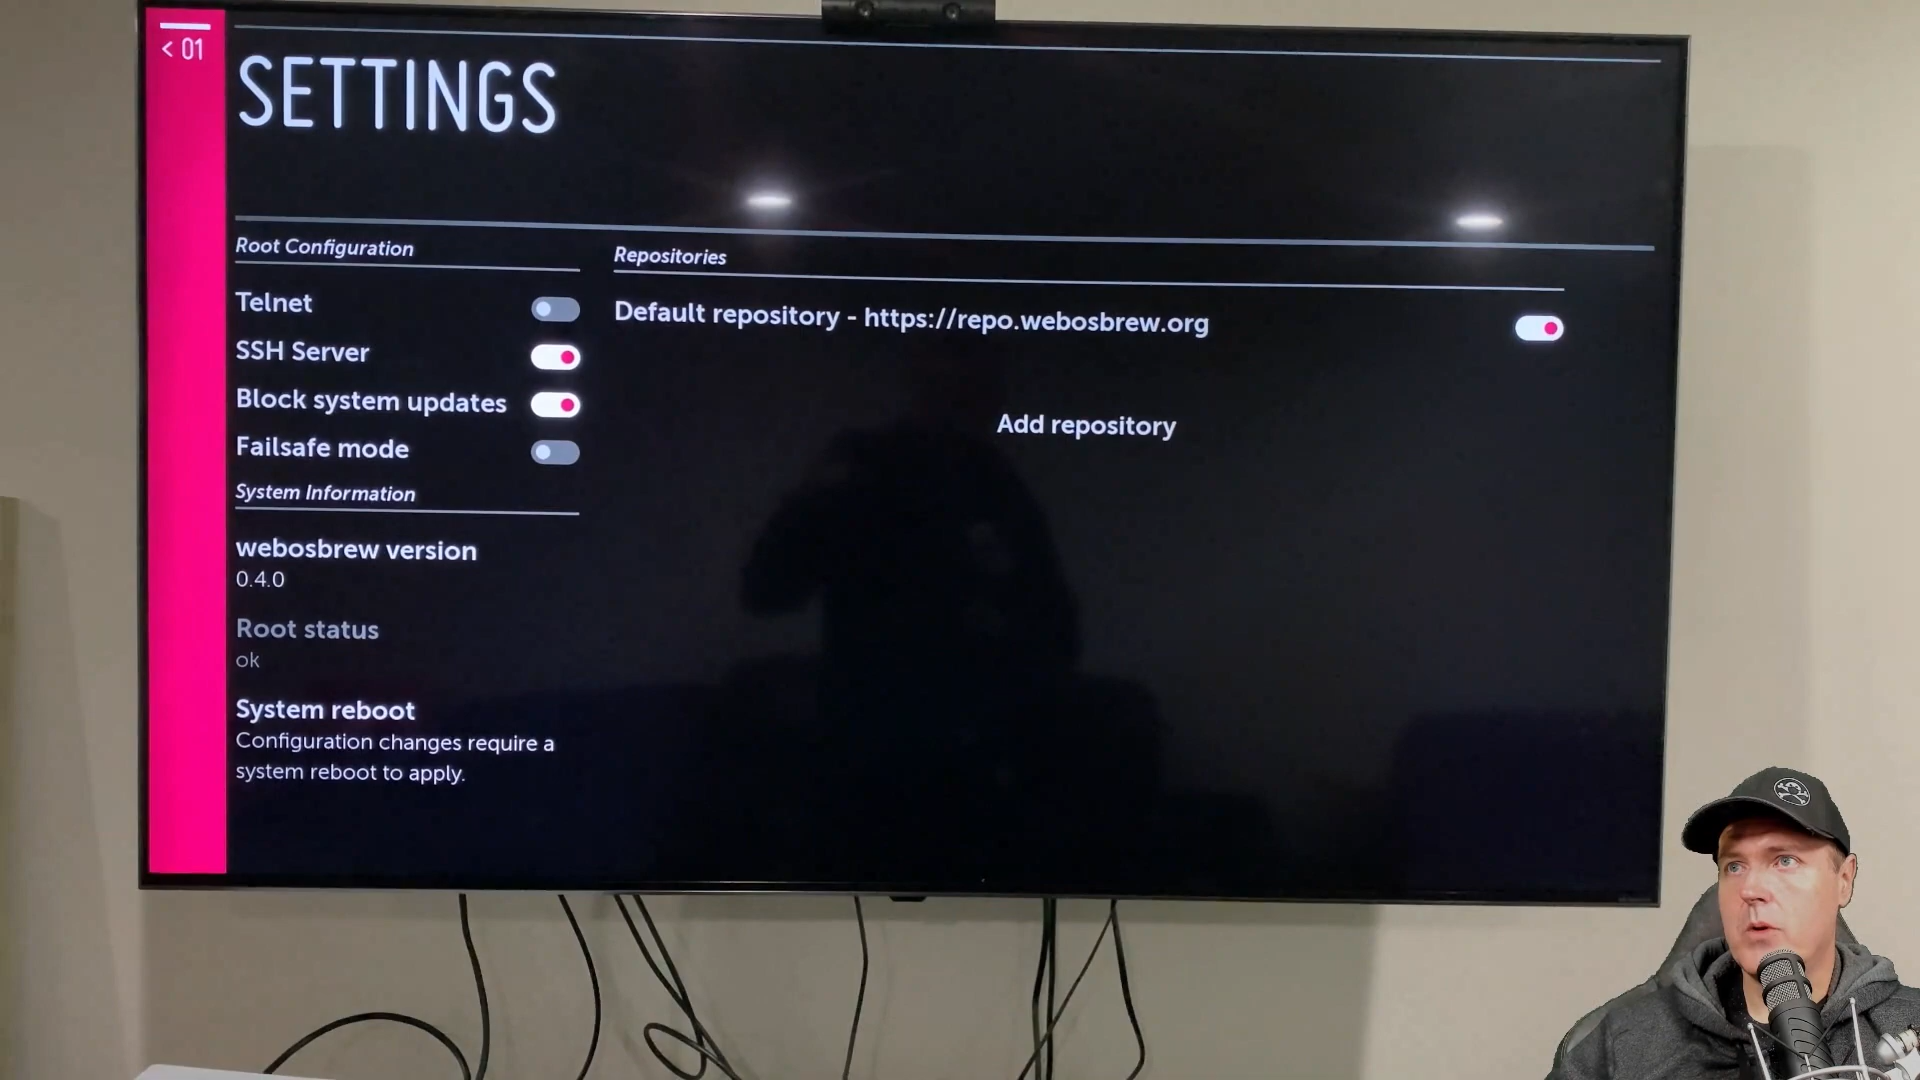 < 01
SETTINGS
Root Configuration
Telnet
SSH Server
Block system updates
Failsafe mode
System Information
webosbrew version
0.4.0
Root status
ok
System reboot
Configuration changes require a
system reboot to apply.
Repositories
Default repository - https://repo.webosbrew.org
Add repository